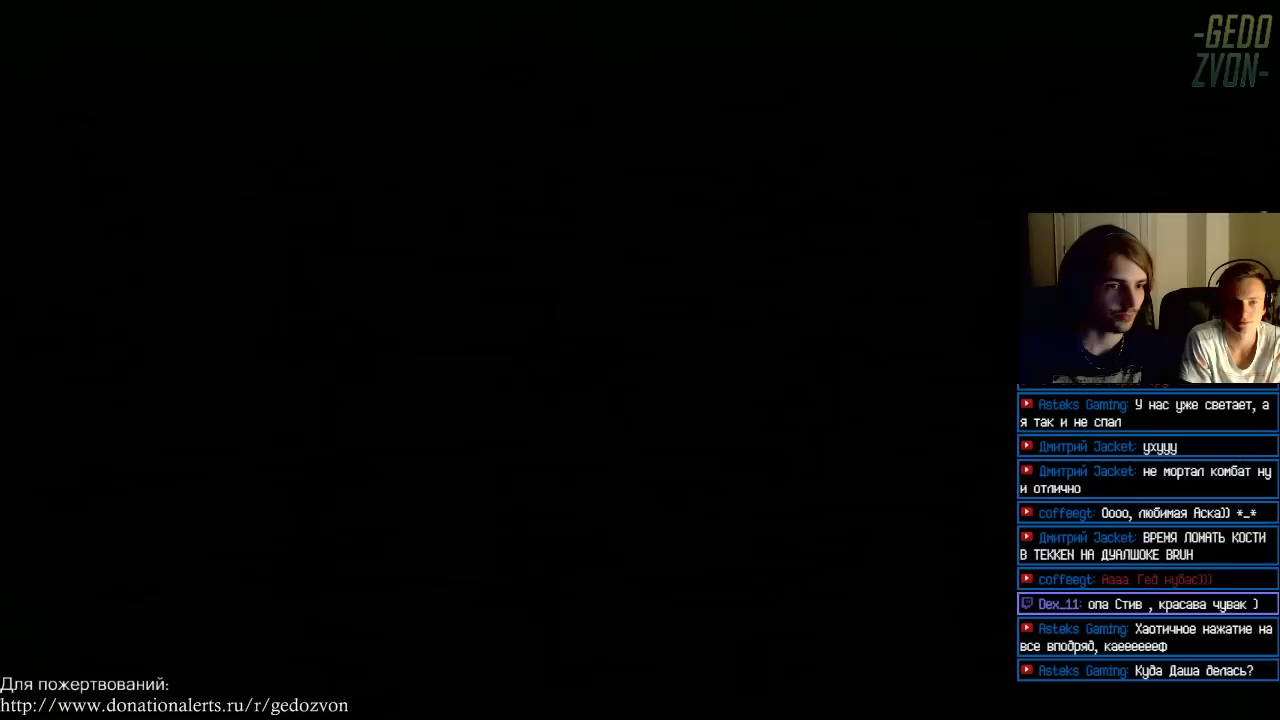 -GEDO
ZVON-
Asteks Gaming: У нас уже светает, а
я так и не спал
Дмитрий Jacket: ухууу
Дмитрий Jacket: не мортал комбат ну
и отлично
coffeegt: Оооо, любимая Аска)) *_*
Дмитрий Jacket: ВРЕМЯ ЛОМАТЬ КОСТИ
В TEKKEN НА ДУАЛШОКЕ BRUH
coffeegt: Аааа. Гед нубас)))
Dex_11: опа Стив , красава чувак )
Asteks Gaming: Хаотичное нажатие на
все вподряд, каеееееееф
Asteks Gaming: Куда Даша делась?
Для пожертвований:
http://www.donationalerts.ru/r/gedozvon